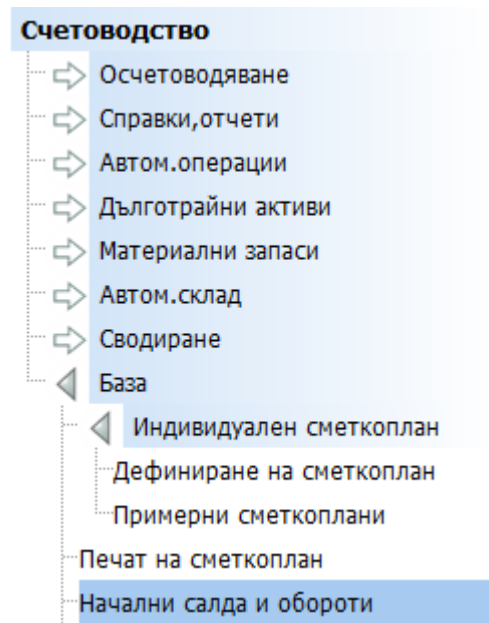 Счетоводство
Осчетоводяване
Справки,отчети
Автом.операции
Дълготрайни активи
Материални запаси
Автом.склад
Сводиране
База
Индивидуален сметкоплан
Дефиниране на сметкоплан
Примерни сметкоплани
Печат на сметкоплан
Начални салда и обороти